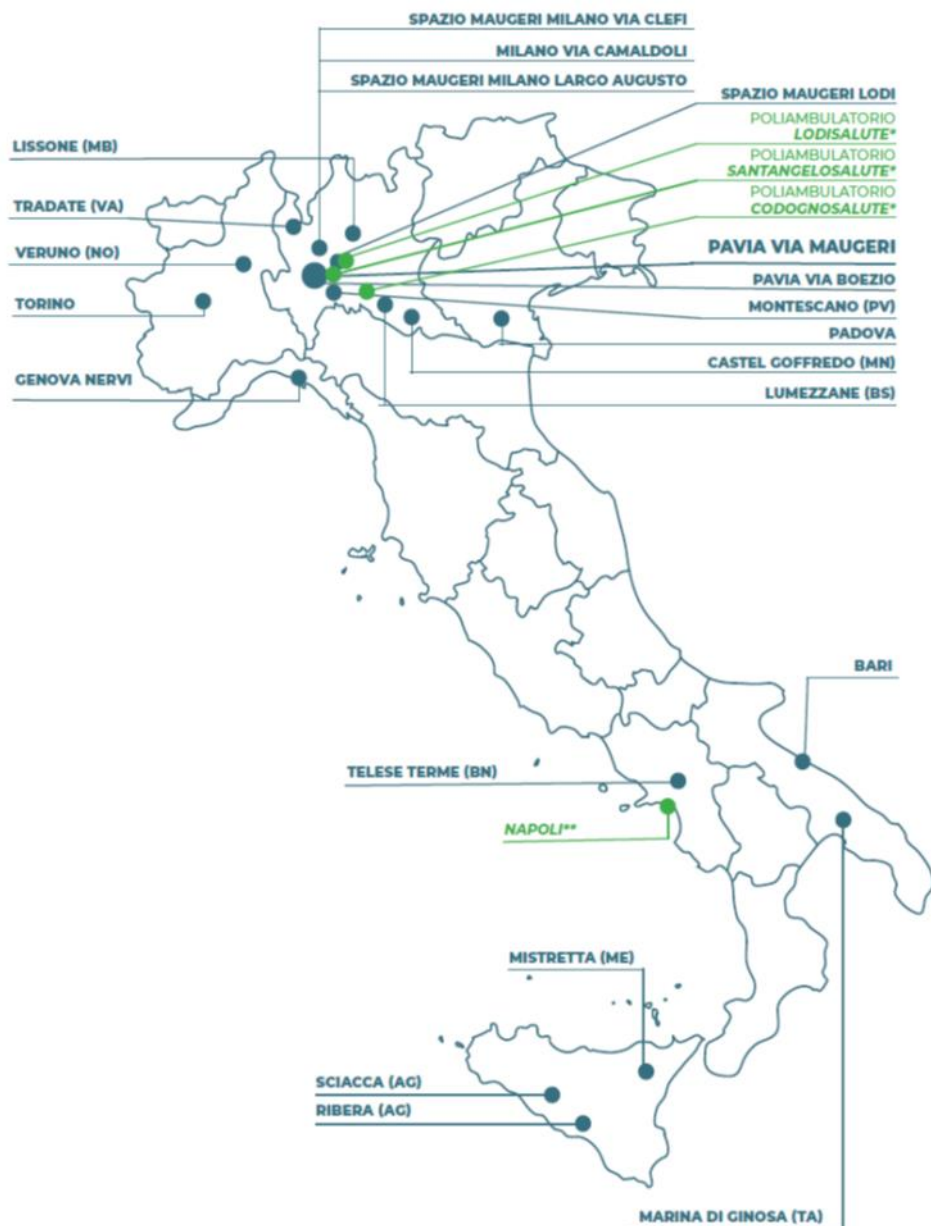 SPAZIO MAUGERI MILANO VIA CLEFI
MILANO VIA CAMALDOLI
SPAZIO MAUGERI MILANO LARGO AUGUSTO
SPAZIO MAUGERI LODI
POLIAMBULATORIO
LODISALUTE*
POLIAMBULATORIO
SANTANGELOSALUTE*
POLIAMBULATORIO
CODOGNOSALUTE*
LISSONE (MB)
TRADATE (VA)
VERUNO (NO)
TORINO
GENOVA NERVI
PAVIA VIA MAUGERI
PAVIA VIA BOEZIO
MONTESCANO (PV)
PADOVA
CASTEL GOFFREDO (MN)
LUMEZZANE (BS)
BARI
TELESE TERME (BN)
NAPOLI**
MISTRETTA (ME)
SCIACCA (AG)
RIBERA (AG)
MARINA DI GINOSA (TA)